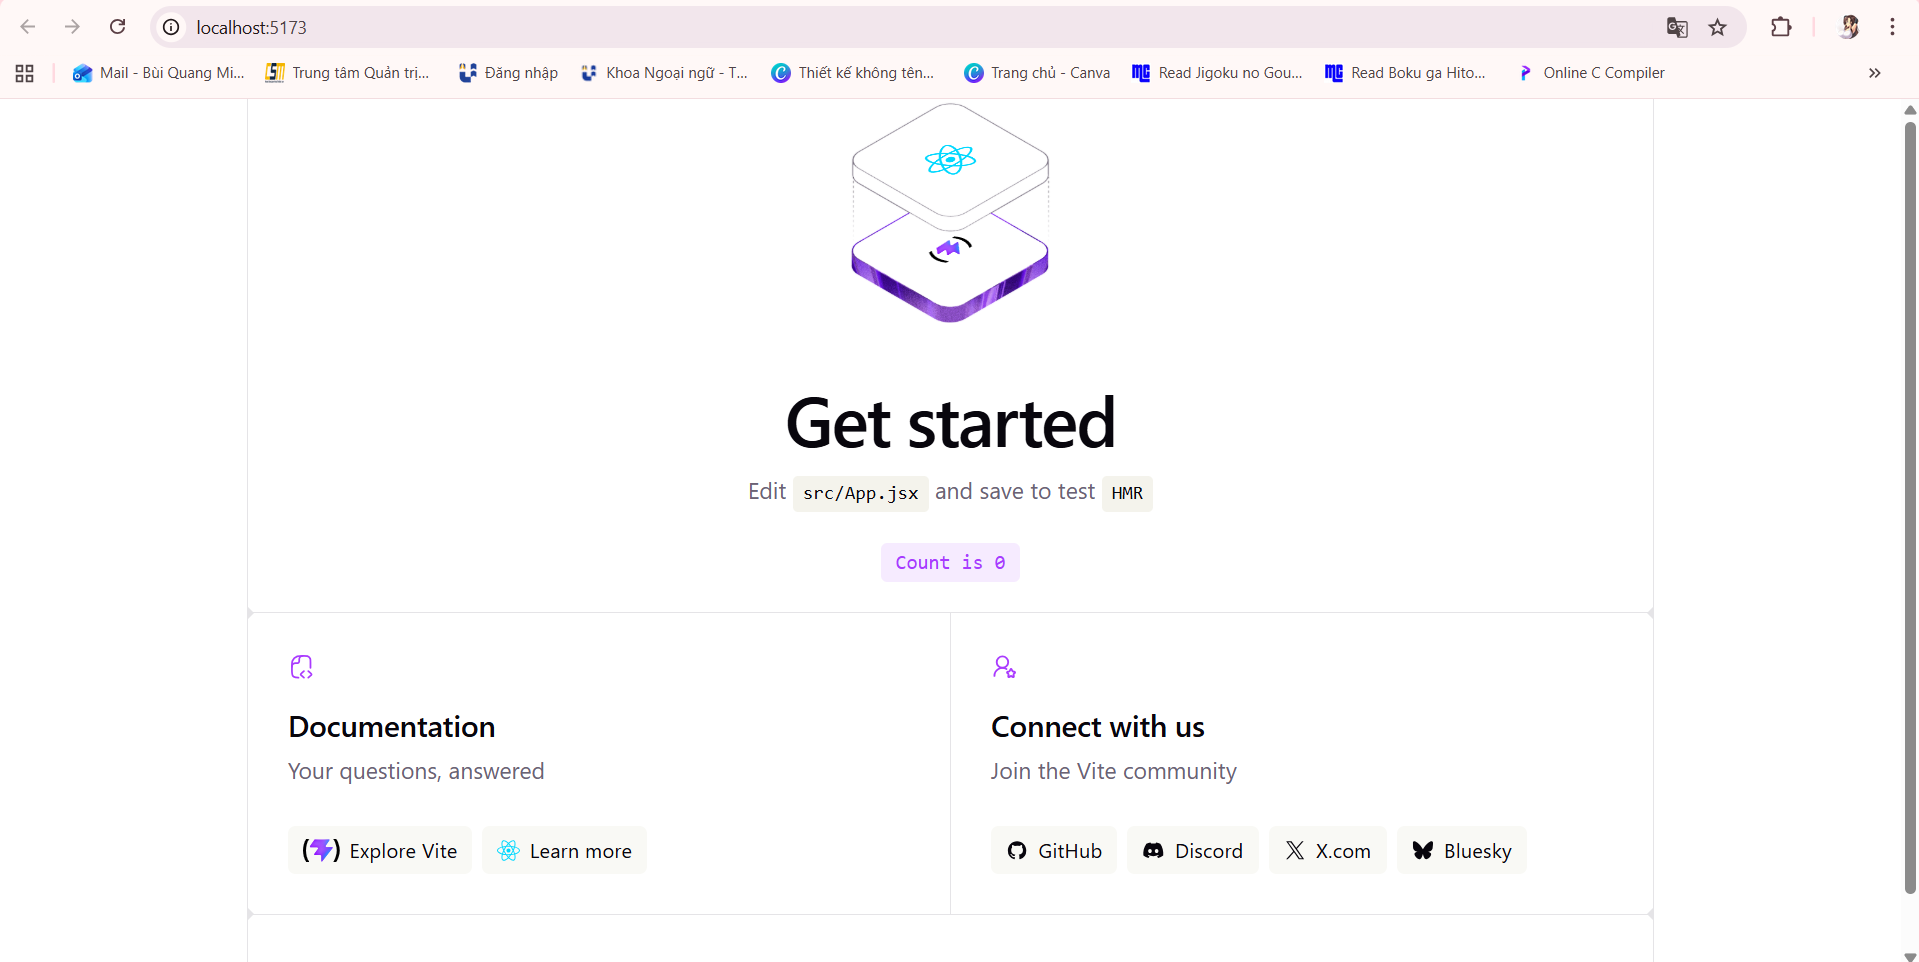 localhost:5173
Mail - Bùi Quang Mi...
Trung tâm Quản trị...
Đăng nhập
Khoa Ngoại ngữ - T...
Thiết kế không tên...
Trang chủ - Canva
Read Jigoku no Gou...
Read Boku ga Hito...
Online C Compiler
Get started
Edit src/App.jsx and save to test HMR
Count is 0
Documentation
Your questions, answered
Explore Vite
Learn more
Connect with us
Join the Vite community
GitHub
Discord
X.com
Bluesky